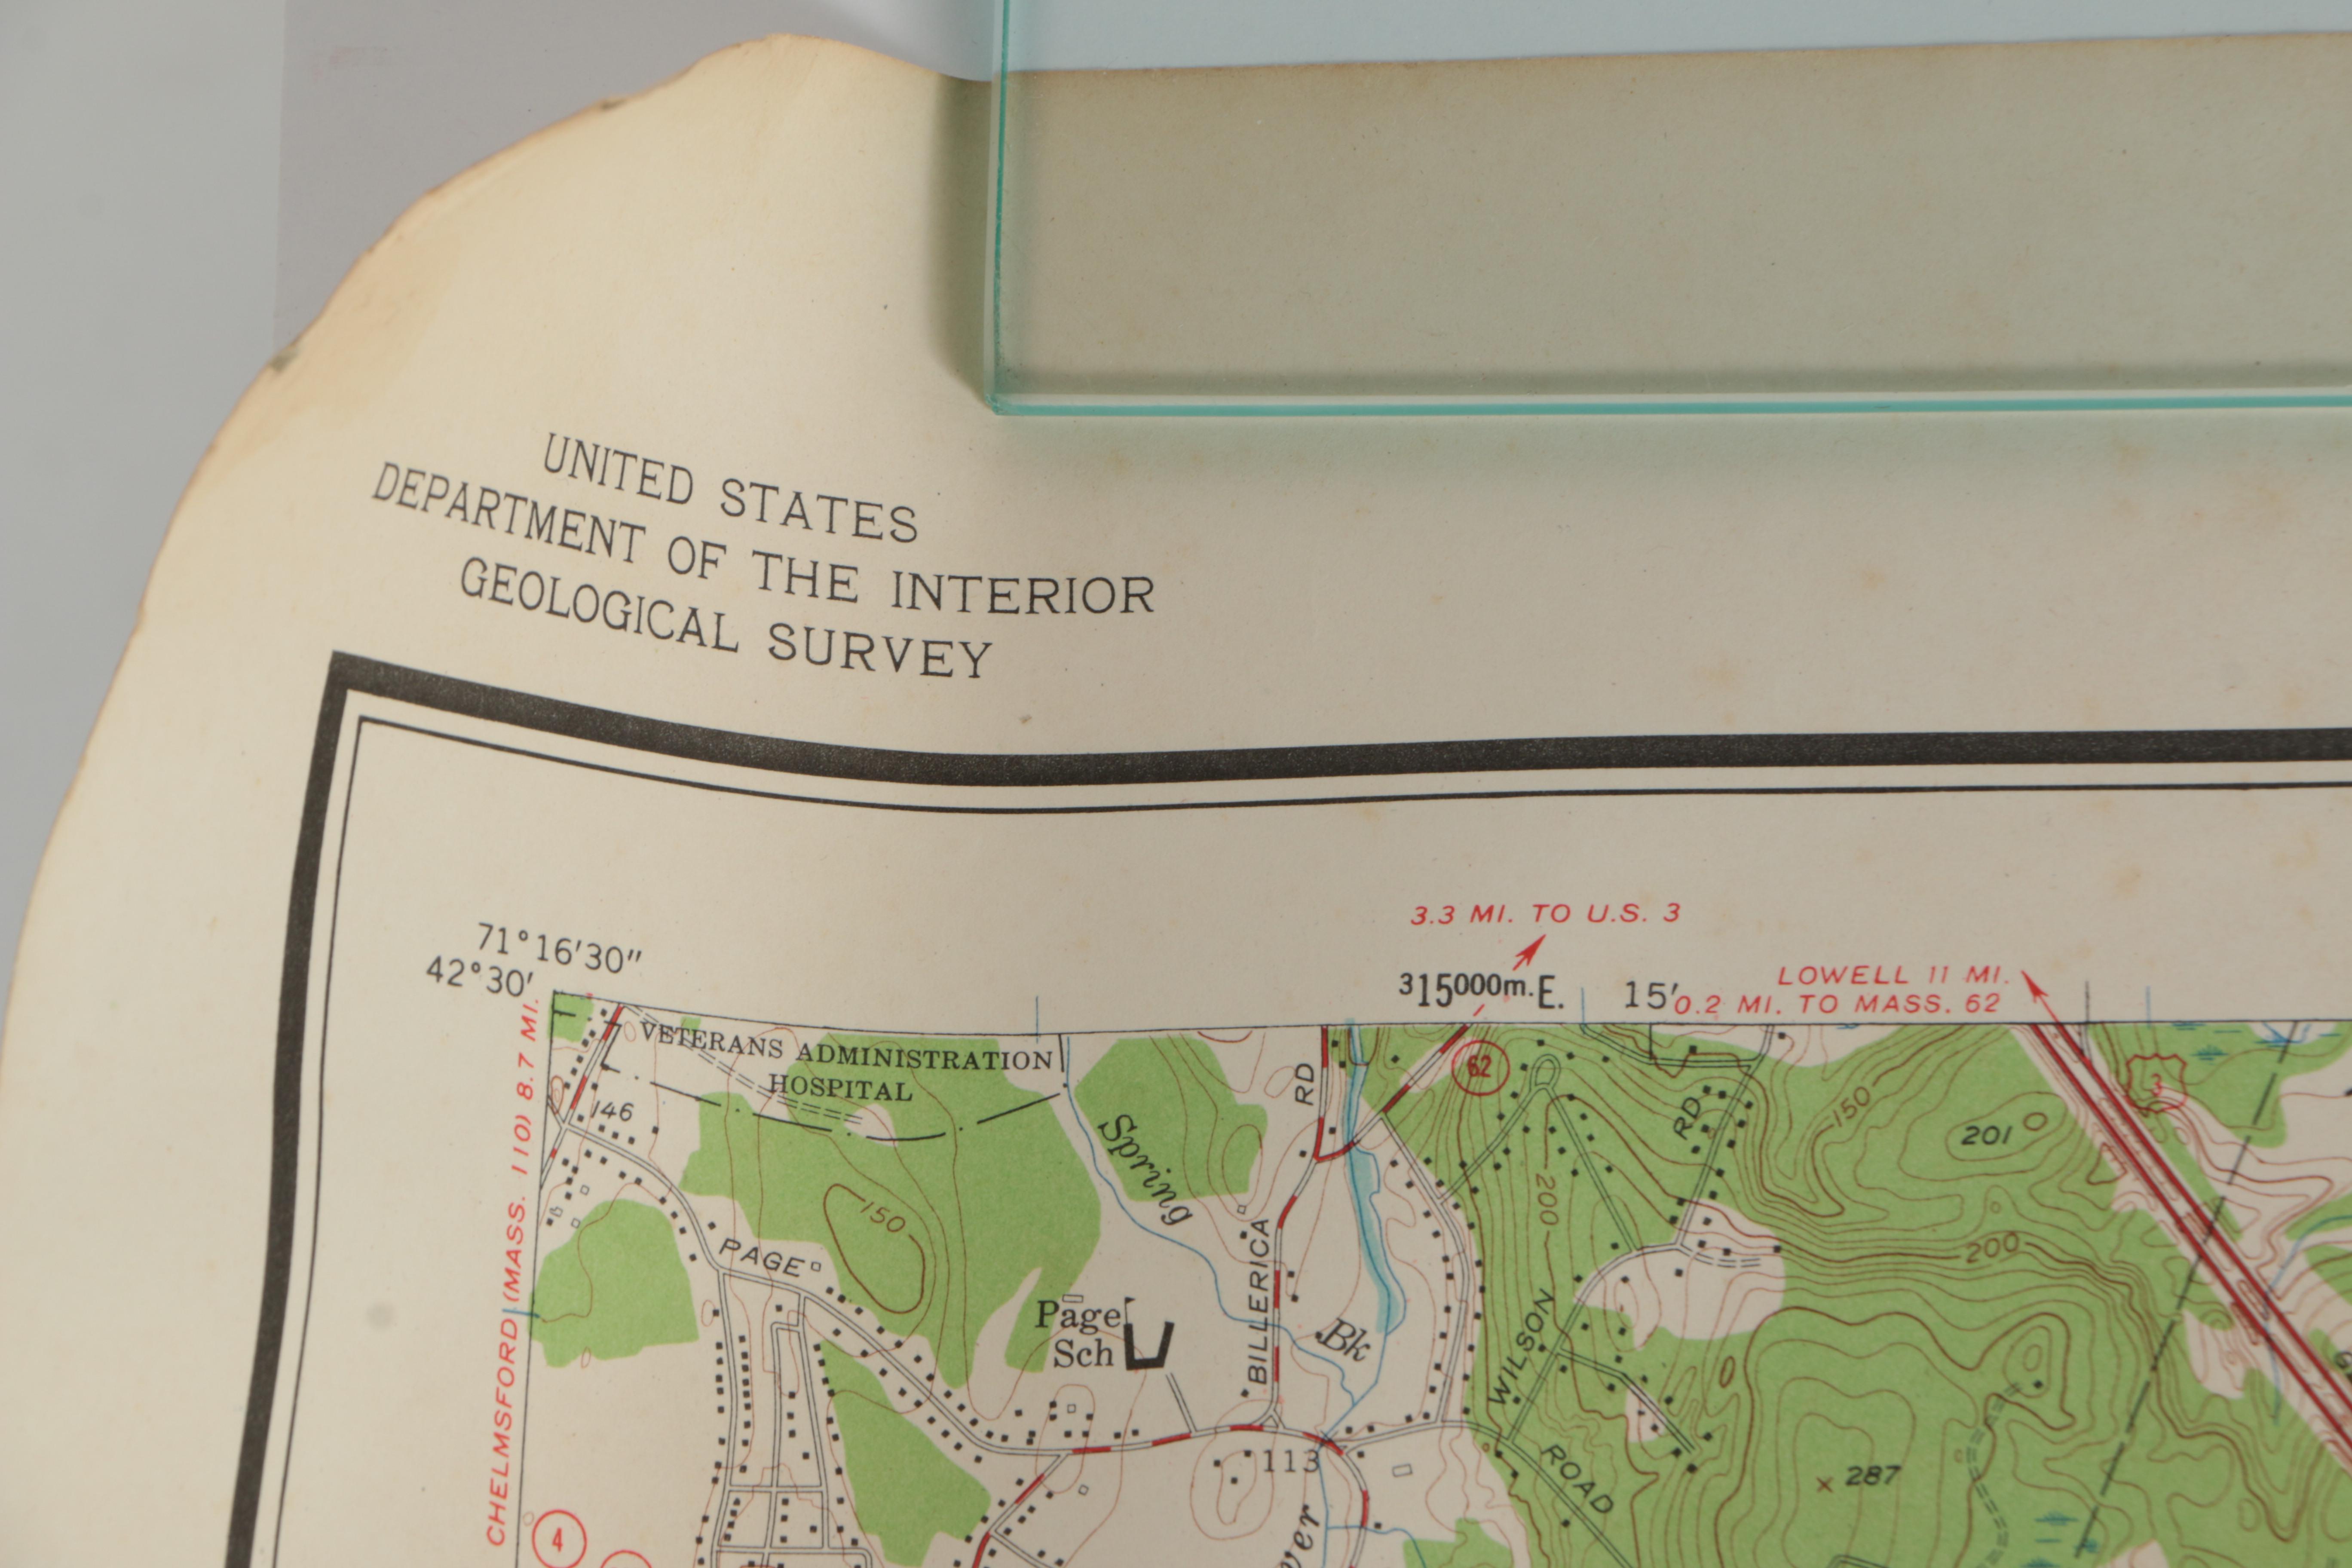 UNITED STATES
DEPARTMENT OF THE INTERIOR
GEOLOGICAL SURVEY
3.3 MI. TO U.S. 3
71°16'30"
42°30'
315000m.E.
15'
LOWELL 11 MI.
0.2 MI. TO MASS. 62
CHELMSFORD (MASS. 110) 8.7 MI.
VETERANS ADMINISTRATION
HOSPITAL
62
3
RD
RD
146
150
201
Spring
150
200
200
PAGE
BILLERICA
Page
Sch
Bk
WILSON
ROAD
113
287
4